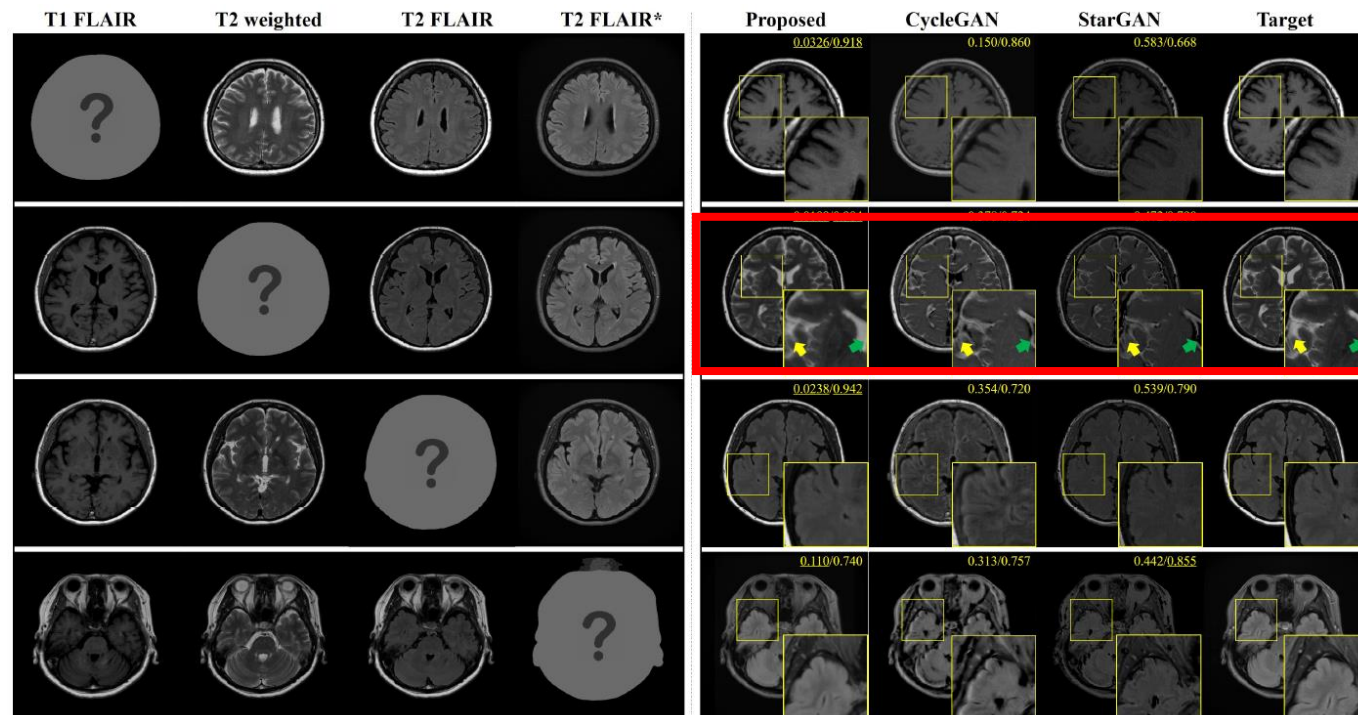 T1 FLAIR T2 weighted T2 FLAIR T2 FLAIR* Proposed CycleGAN StarGAN Target
0.0326/0.918 0.150/0.860 0.583/0.668
?
?
0.0238/0.942 0.354/0.720 0.539/0.790
?
0.110/0.740 0.313/0.757 0.442/0.855
?